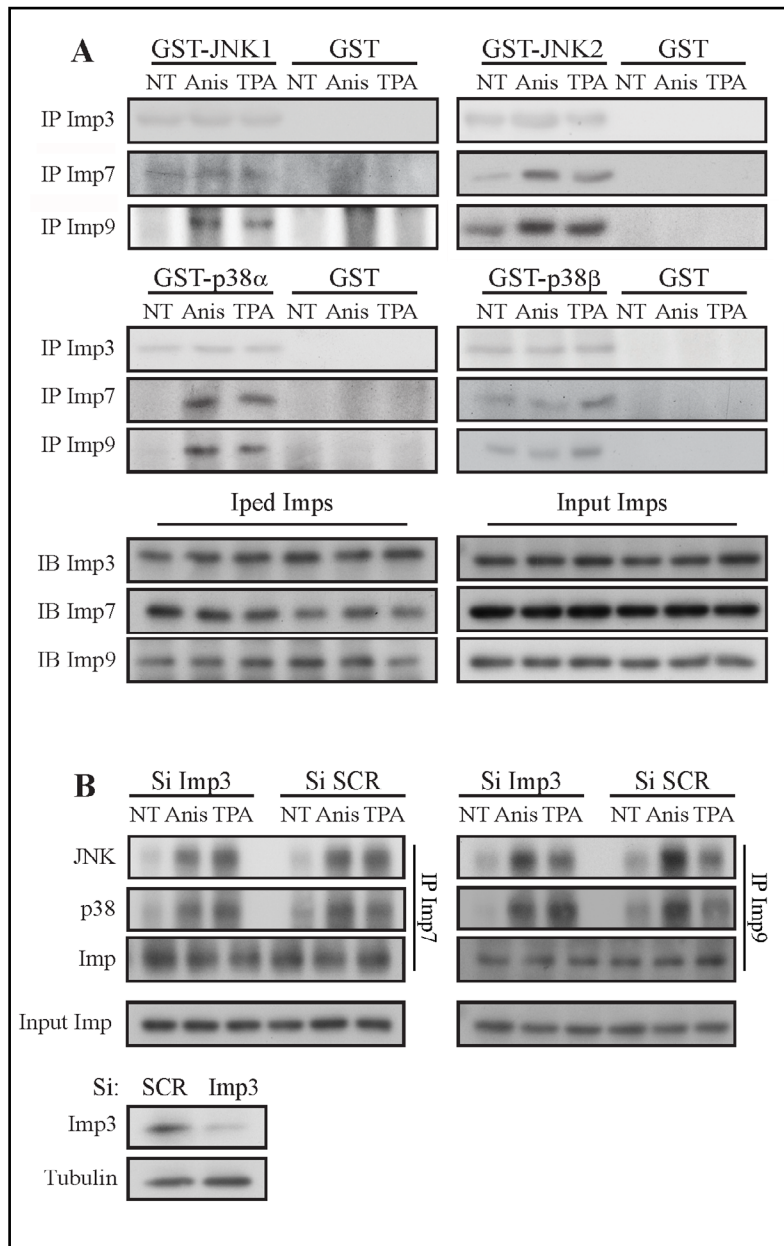 A
GST-JNK1 GST GST-JNK2 GST
NT Anis TPA NT Anis TPA NT Anis TPA NT Anis TPA
IP Imp3
IP Imp7
IP Imp9
GST-p38α GST GST-p38β GST
NT Anis TPA NT Anis TPA NT Anis TPA NT Anis TPA
IP Imp3
IP Imp7
IP Imp9
Iped Imps Input Imps
IB Imp3
IB Imp7
IB Imp9
B
Si Imp3 Si SCR Si Imp3 Si SCR
NT Anis TPA NT Anis TPA NT Anis TPA NT Anis TPA
JNK
p38
Imp
IP Imp7
IP Imp9
Input Imp
Si: SCR Imp3
Imp3
Tubulin